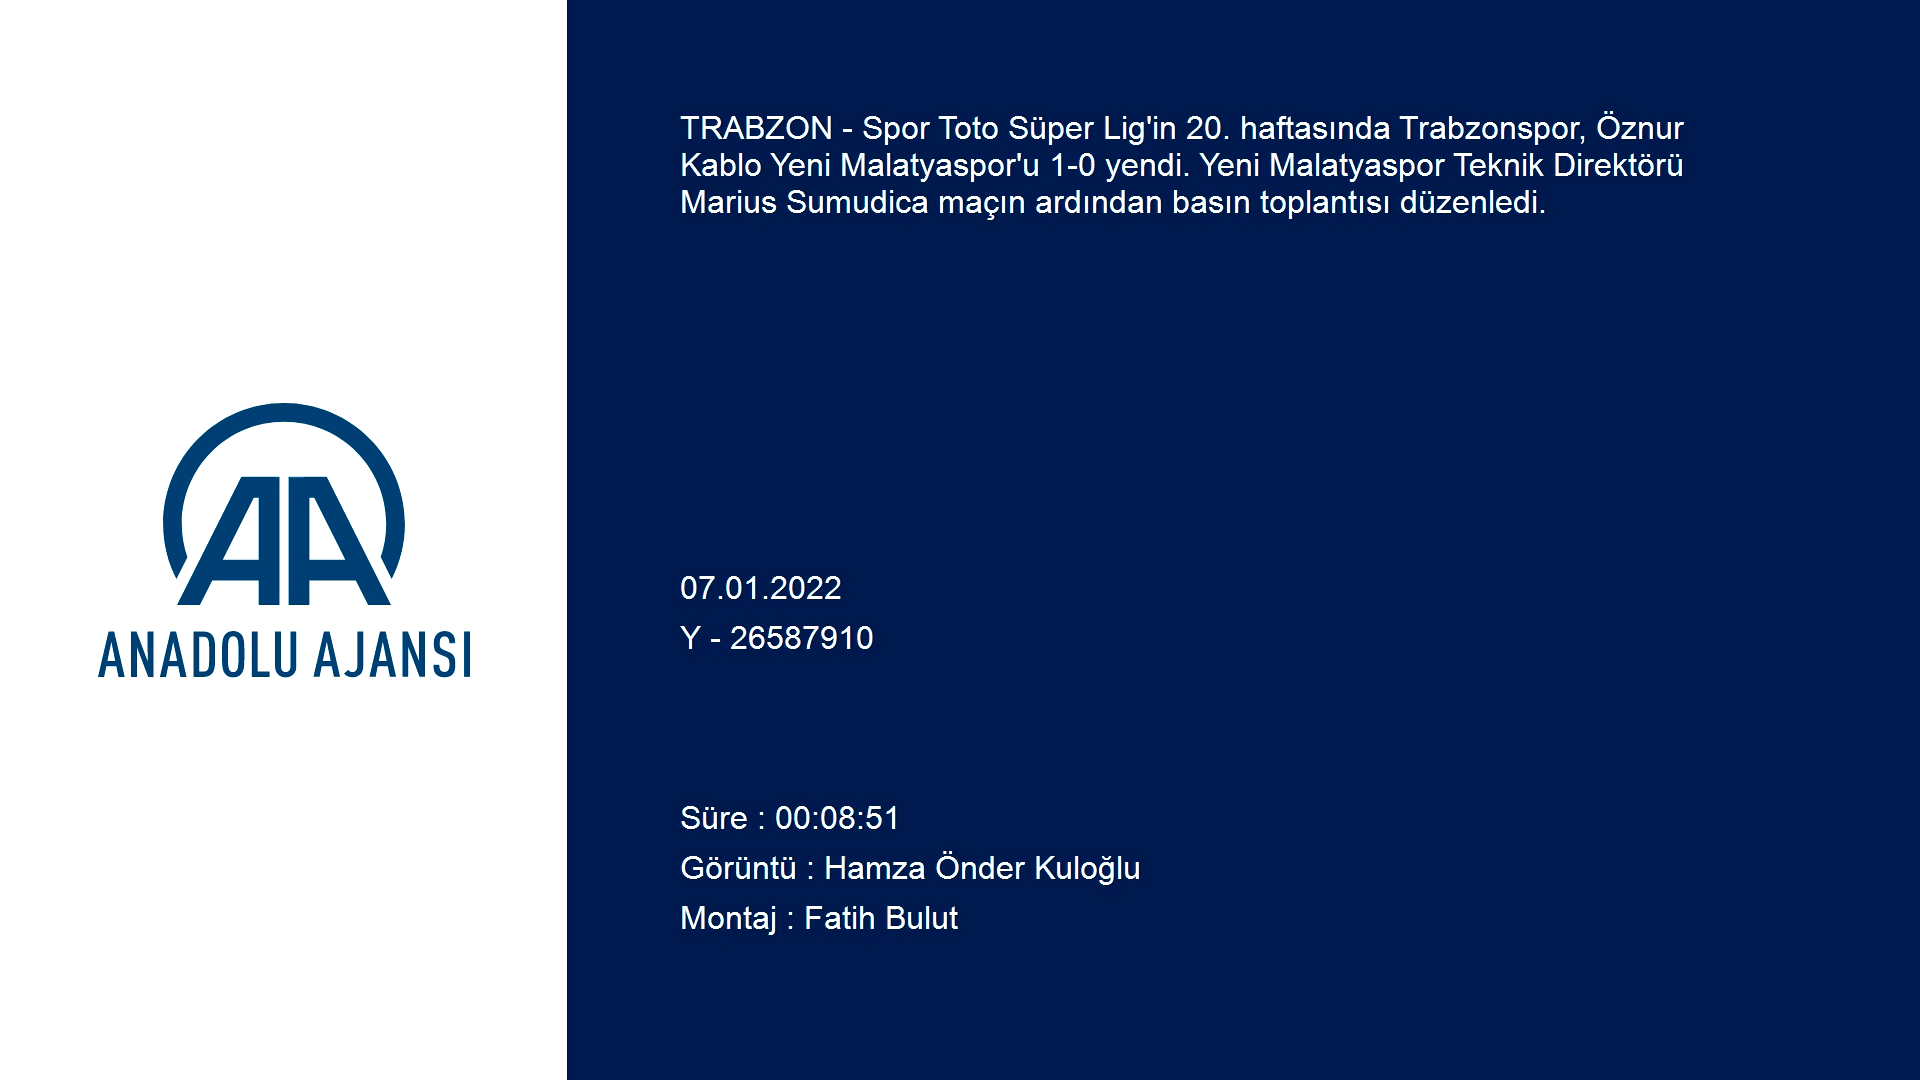 TRABZON - Spor Toto Süper Lig'in 20. haftasında Trabzonspor, Öznur
Kablo Yeni Malatyaspor'u 1-0 yendi. Yeni Malatyaspor Teknik Direktörü
Marius Sumudica maçın ardından basın toplantısı düzenledi.
AA
ANADOLU AJANSI
07.01.2022
Y - 26587910
Süre : 00:08:51
Görüntü : Hamza Önder Kuloğlu
Montaj : Fatih Bulut